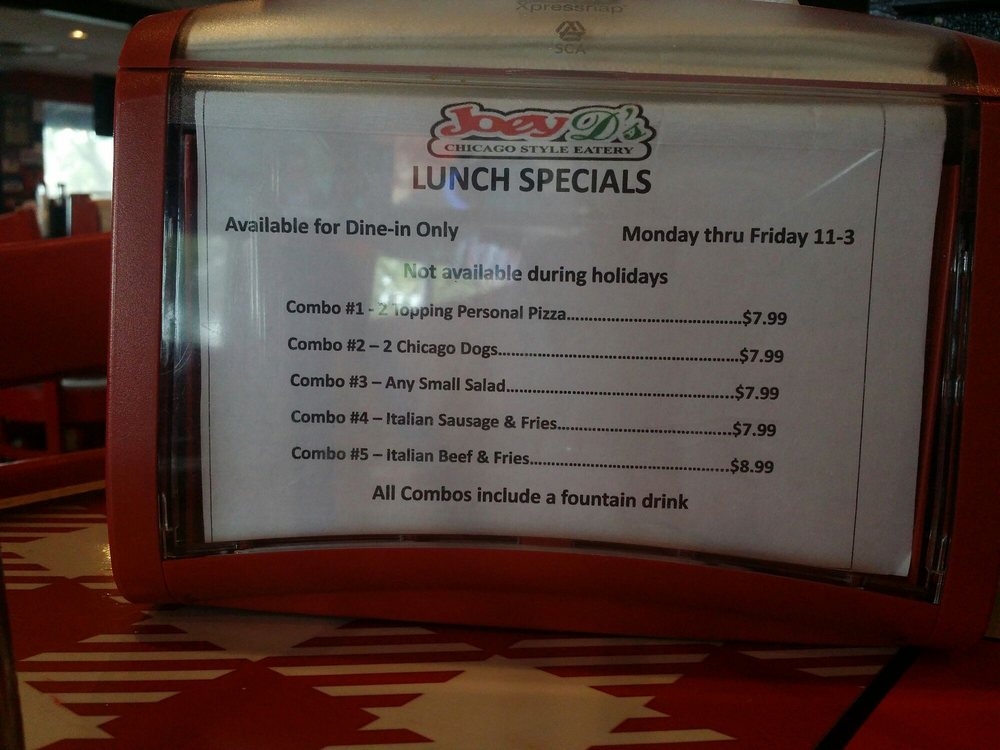 Xpressnap
SCA
Joey D's
CHICAGO STYLE EATERY
LUNCH SPECIALS
Available for Dine-in Only Monday thru Friday 11-3
Not available during holidays
Combo #1 - 2 Topping Personal Pizza.............................................$7.99
Combo #2 – 2 Chicago Dogs.............................................................$7.99
Combo #3 – Any Small Salad..........................................................$7.99
Combo #4 – Italian Sausage & Fries............................................$7.99
Combo #5 – Italian Beef & Fries...................................................$8.99
All Combos include a fountain drink